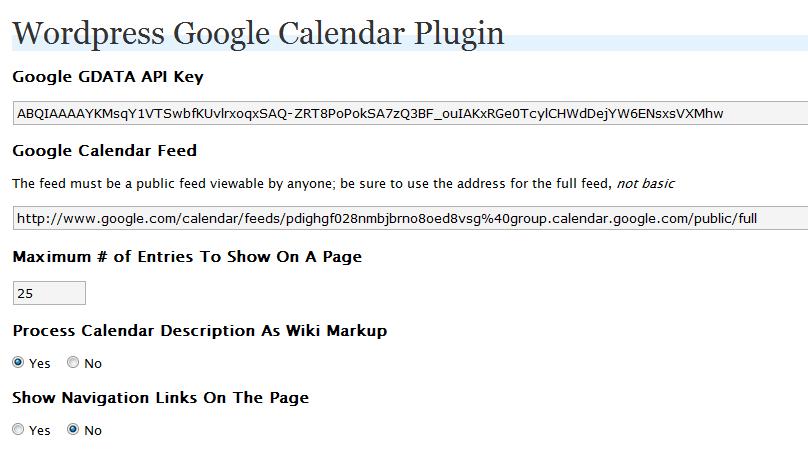 Wordpress Google Calendar Plugin
Google GDATA API Key
ABQIAAAAYKMsqY1VTSwbfKUvlrxoqxSAQ-ZRT8PoPokSA7zQ3BF_ouIAKxRGe0TcylCHWdDejYW6ENsxsVXMhw
Google Calendar Feed
The feed must be a public feed viewable by anyone; be sure to use the address for the full feed, not basic
http://www.google.com/calendar/feeds/pdighgf028nmbjbrno8oed8vsg%40group.calendar.google.com/public/full
Maximum # of Entries To Show On A Page
25
Process Calendar Description As Wiki Markup
Yes No
Show Navigation Links On The Page
Yes No